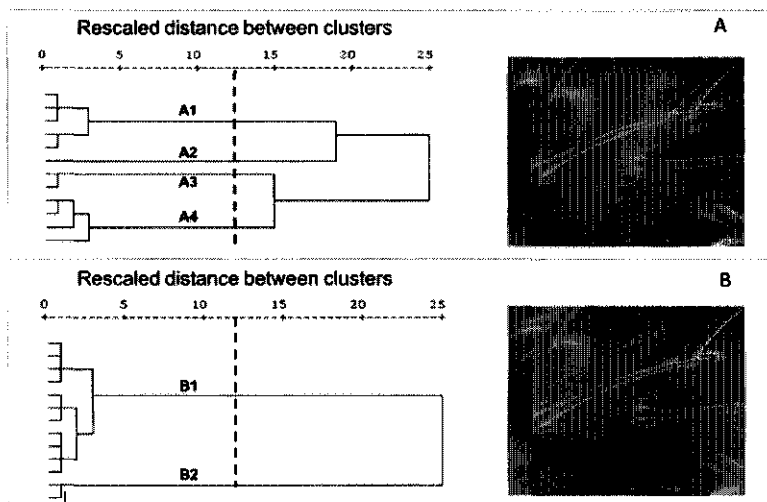 Rescaled distance between clusters
A
0 5 10 15 20 25
A1
A2
A3
A4
Rescaled distance between clusters
B
0 5 10 15 20 25
B1
B2